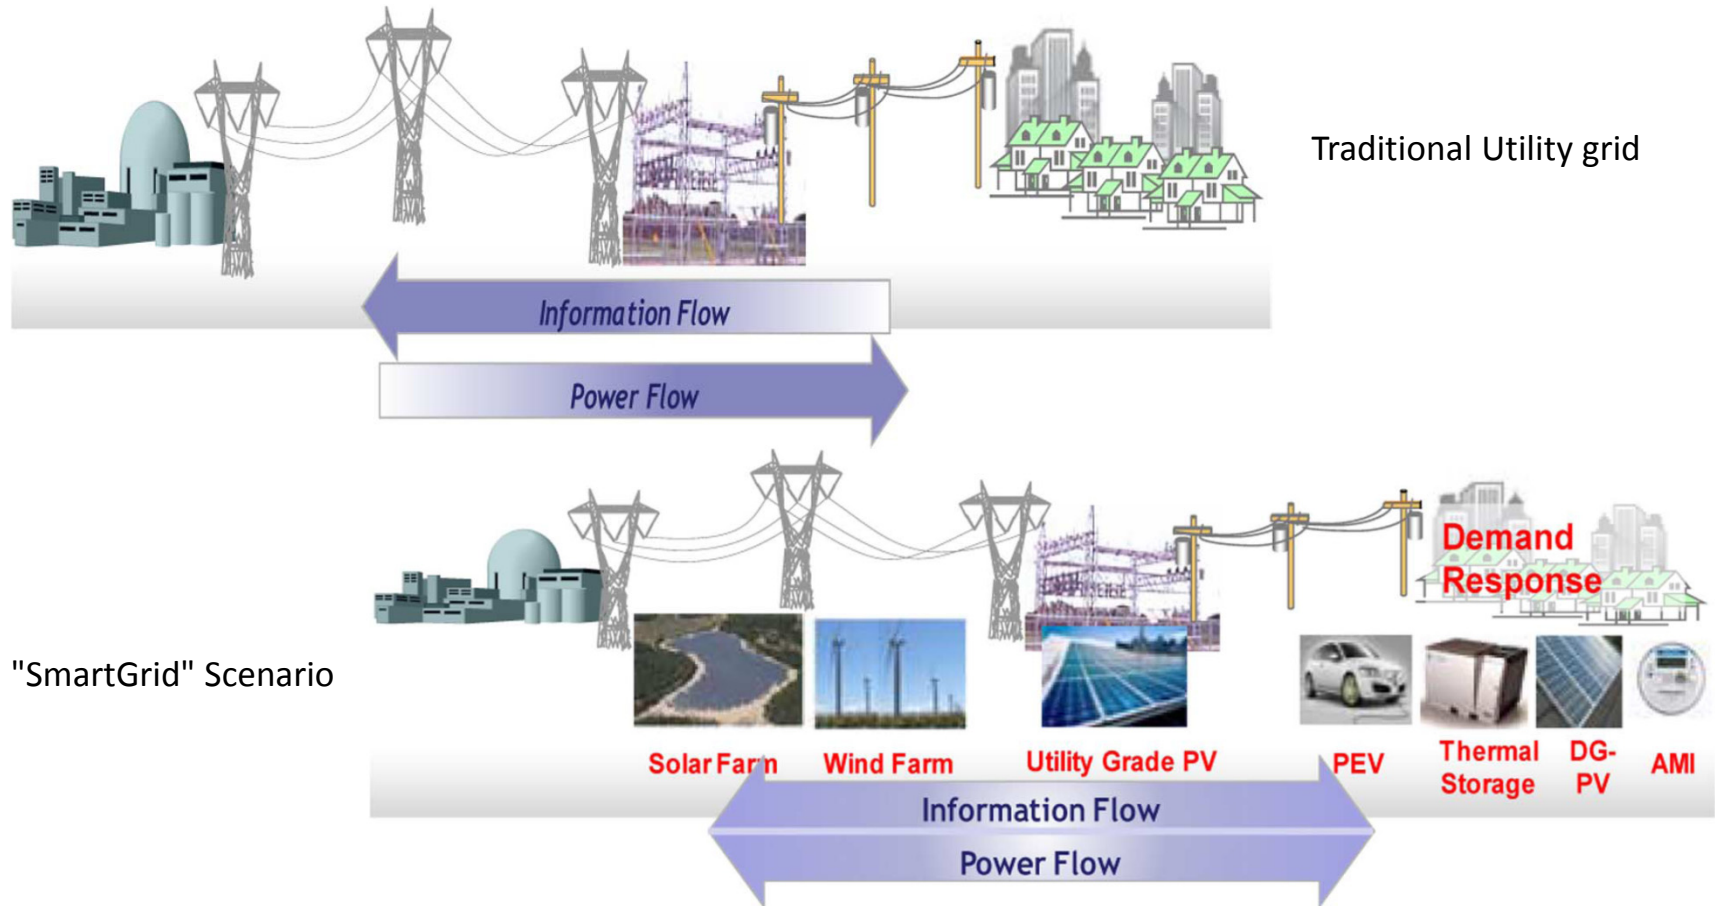 Traditional Utility grid
Information Flow
Power Flow
Demand
Response
"SmartGrid" Scenario
Solar Farm
Wind Farm
Utility Grade PV
PEV
Thermal
Storage
DG-
PV
AMI
Information Flow
Power Flow